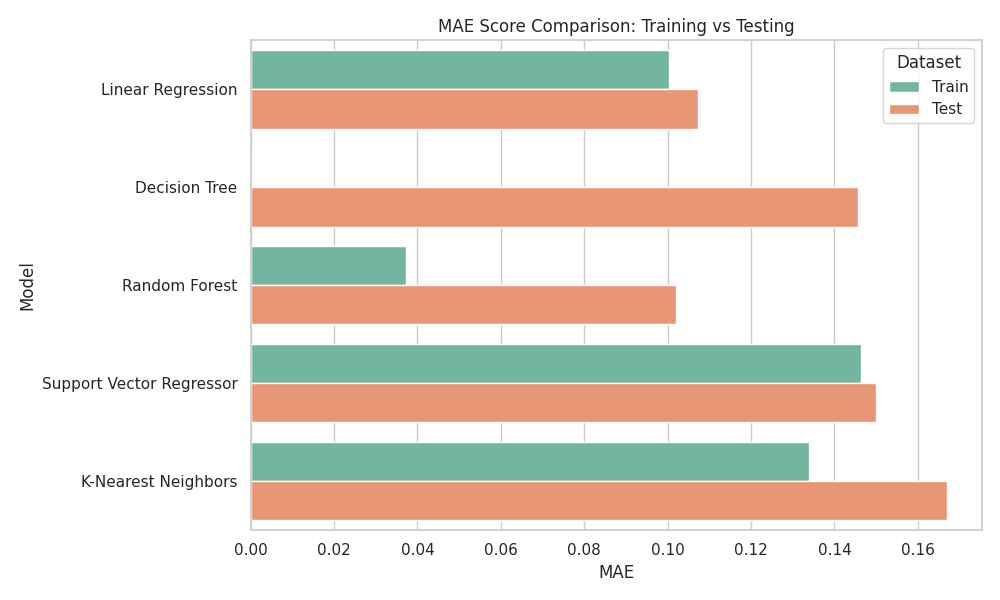 MAE Score Comparison: Training vs Testing
Dataset
Train
Test
Linear Regression
Decision Tree
Random Forest
Support Vector Regressor
K-Nearest Neighbors
Model
0.00 0.02 0.04 0.06 0.08 0.10 0.12 0.14 0.16
MAE